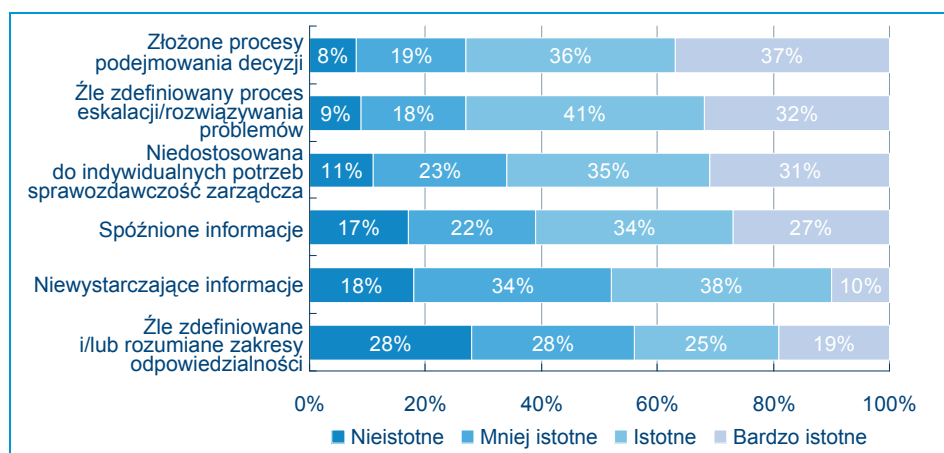 Złożone procesy
podejmowania decyzji
8% 19% 36% 37%
Źle zdefiniowany proces
eskalacji/rozwiązywania
problemów
9% 18% 41% 32%
Niedostosowana
do indywidualnych potrzeb
sprawozdawczość zarządcza
11% 23% 35% 31%
Spóźnione informacje
17% 22% 34% 27%
Niewystarczające informacje
18% 34% 38% 10%
Źle zdefiniowane
i/lub rozumiane zakresy
odpowiedzialności
28% 28% 25% 19%
0% 20% 40% 60% 80% 100%
Nieistotne Mniej istotne Istotne Bardzo istotne